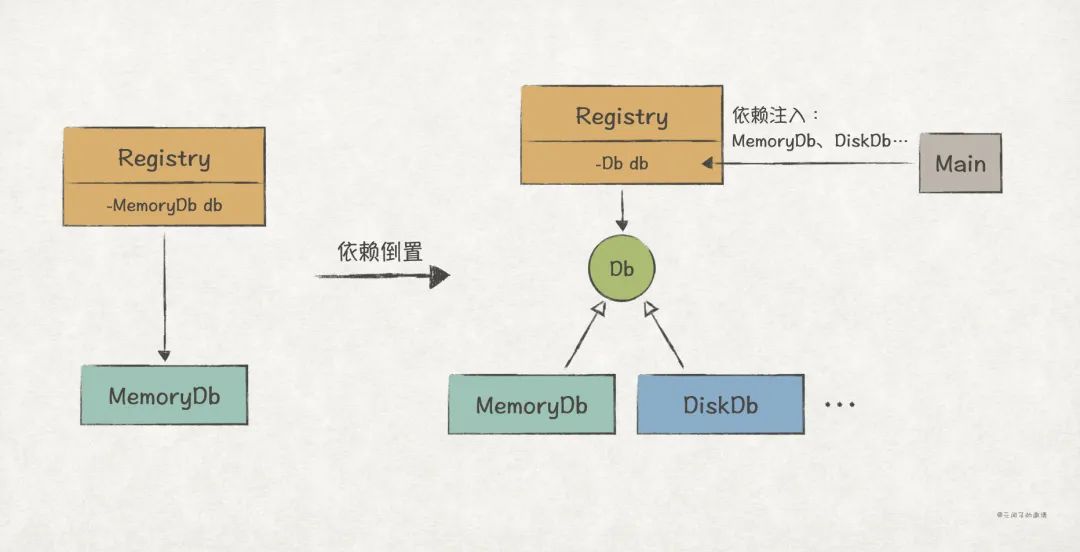 Registry
-MemoryDb db
MemoryDb
依赖倒置
Registry
-Db db
依赖注入：
MemoryDb、DiskDb…
Main
Db
MemoryDb
DiskDb
…